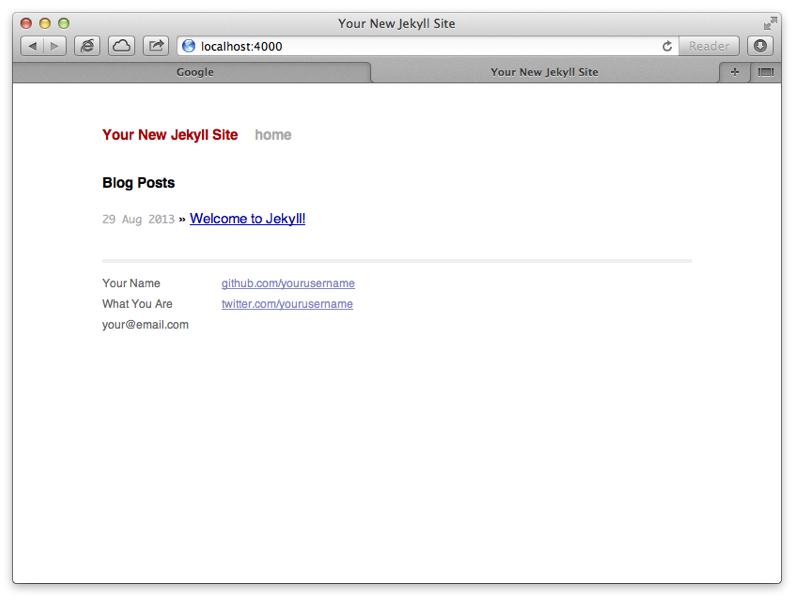 Your New Jekyll Site
localhost:4000
Reader
Google
Your New Jekyll Site
Your New Jekyll Site home
Blog Posts
29 Aug 2013 » Welcome to Jekyll!
Your Name github.com/yourusername
What You Are twitter.com/yourusername
your@email.com